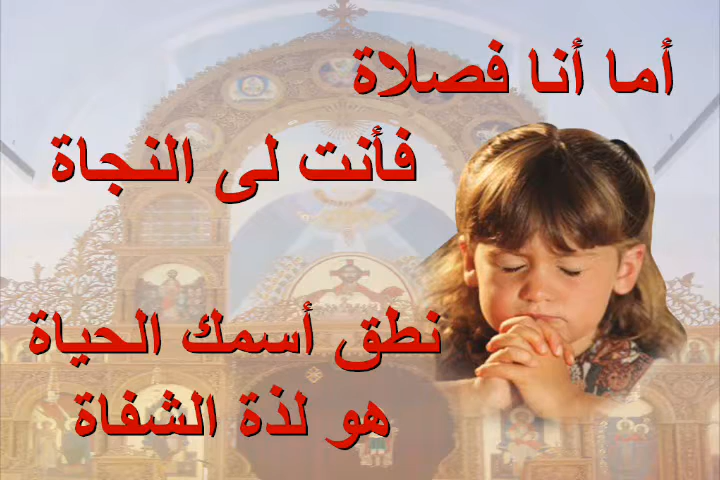 أما أنا فصلاة
فأنت لى النجاة
نطق أسمك الحياة
هو لذة الشفاة